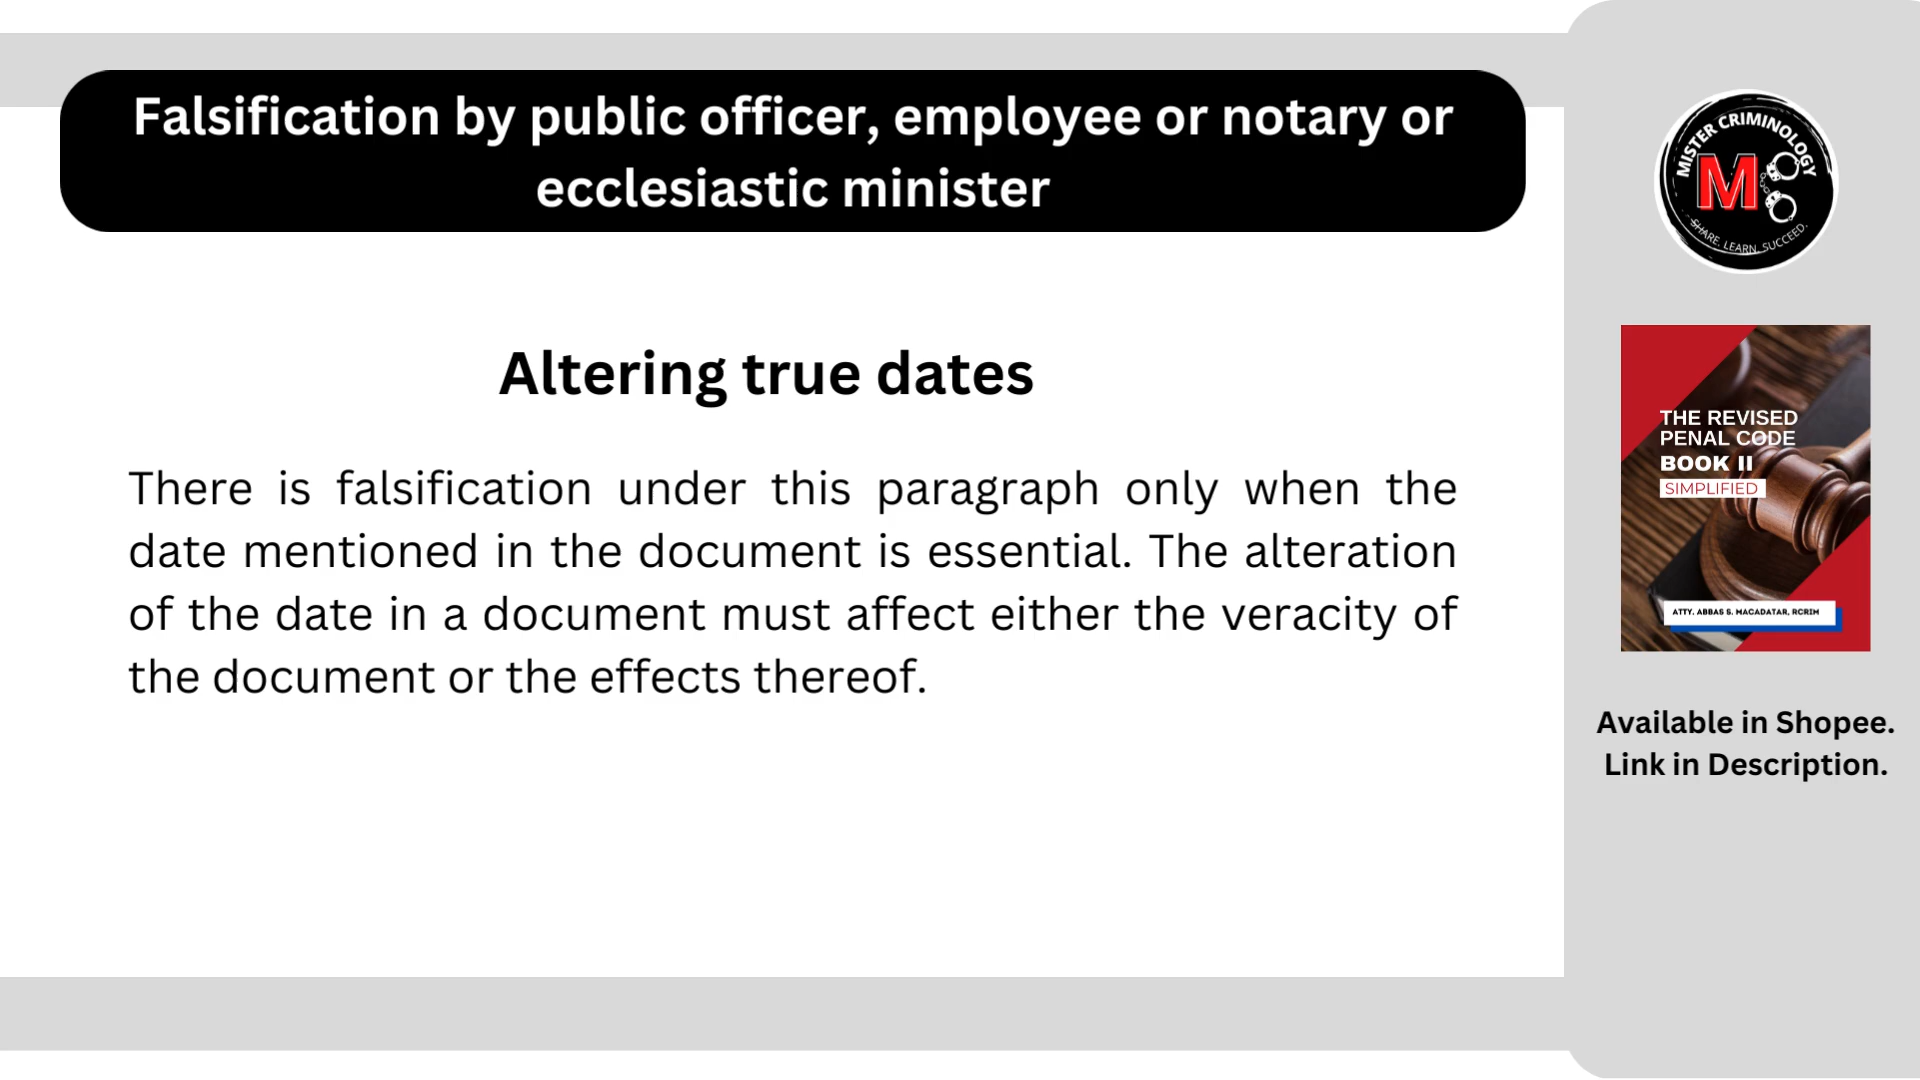 Falsification by public officer, employee or notary or
ecclesiastic minister
Altering true dates
There is falsification under this paragraph only when the
date mentioned in the document is essential. The alteration
of the date in a document must affect either the veracity of
the document or the effects thereof.
MISTER CRIMINOLOGY
M
SHARE. LEARN. SUCCEED.
THE REVISED
PENAL CODE
BOOK II
SIMPLIFIED
ATTY. ABBAS S. MACADATAR, RCRIM
Available in Shopee.
Link in Description.